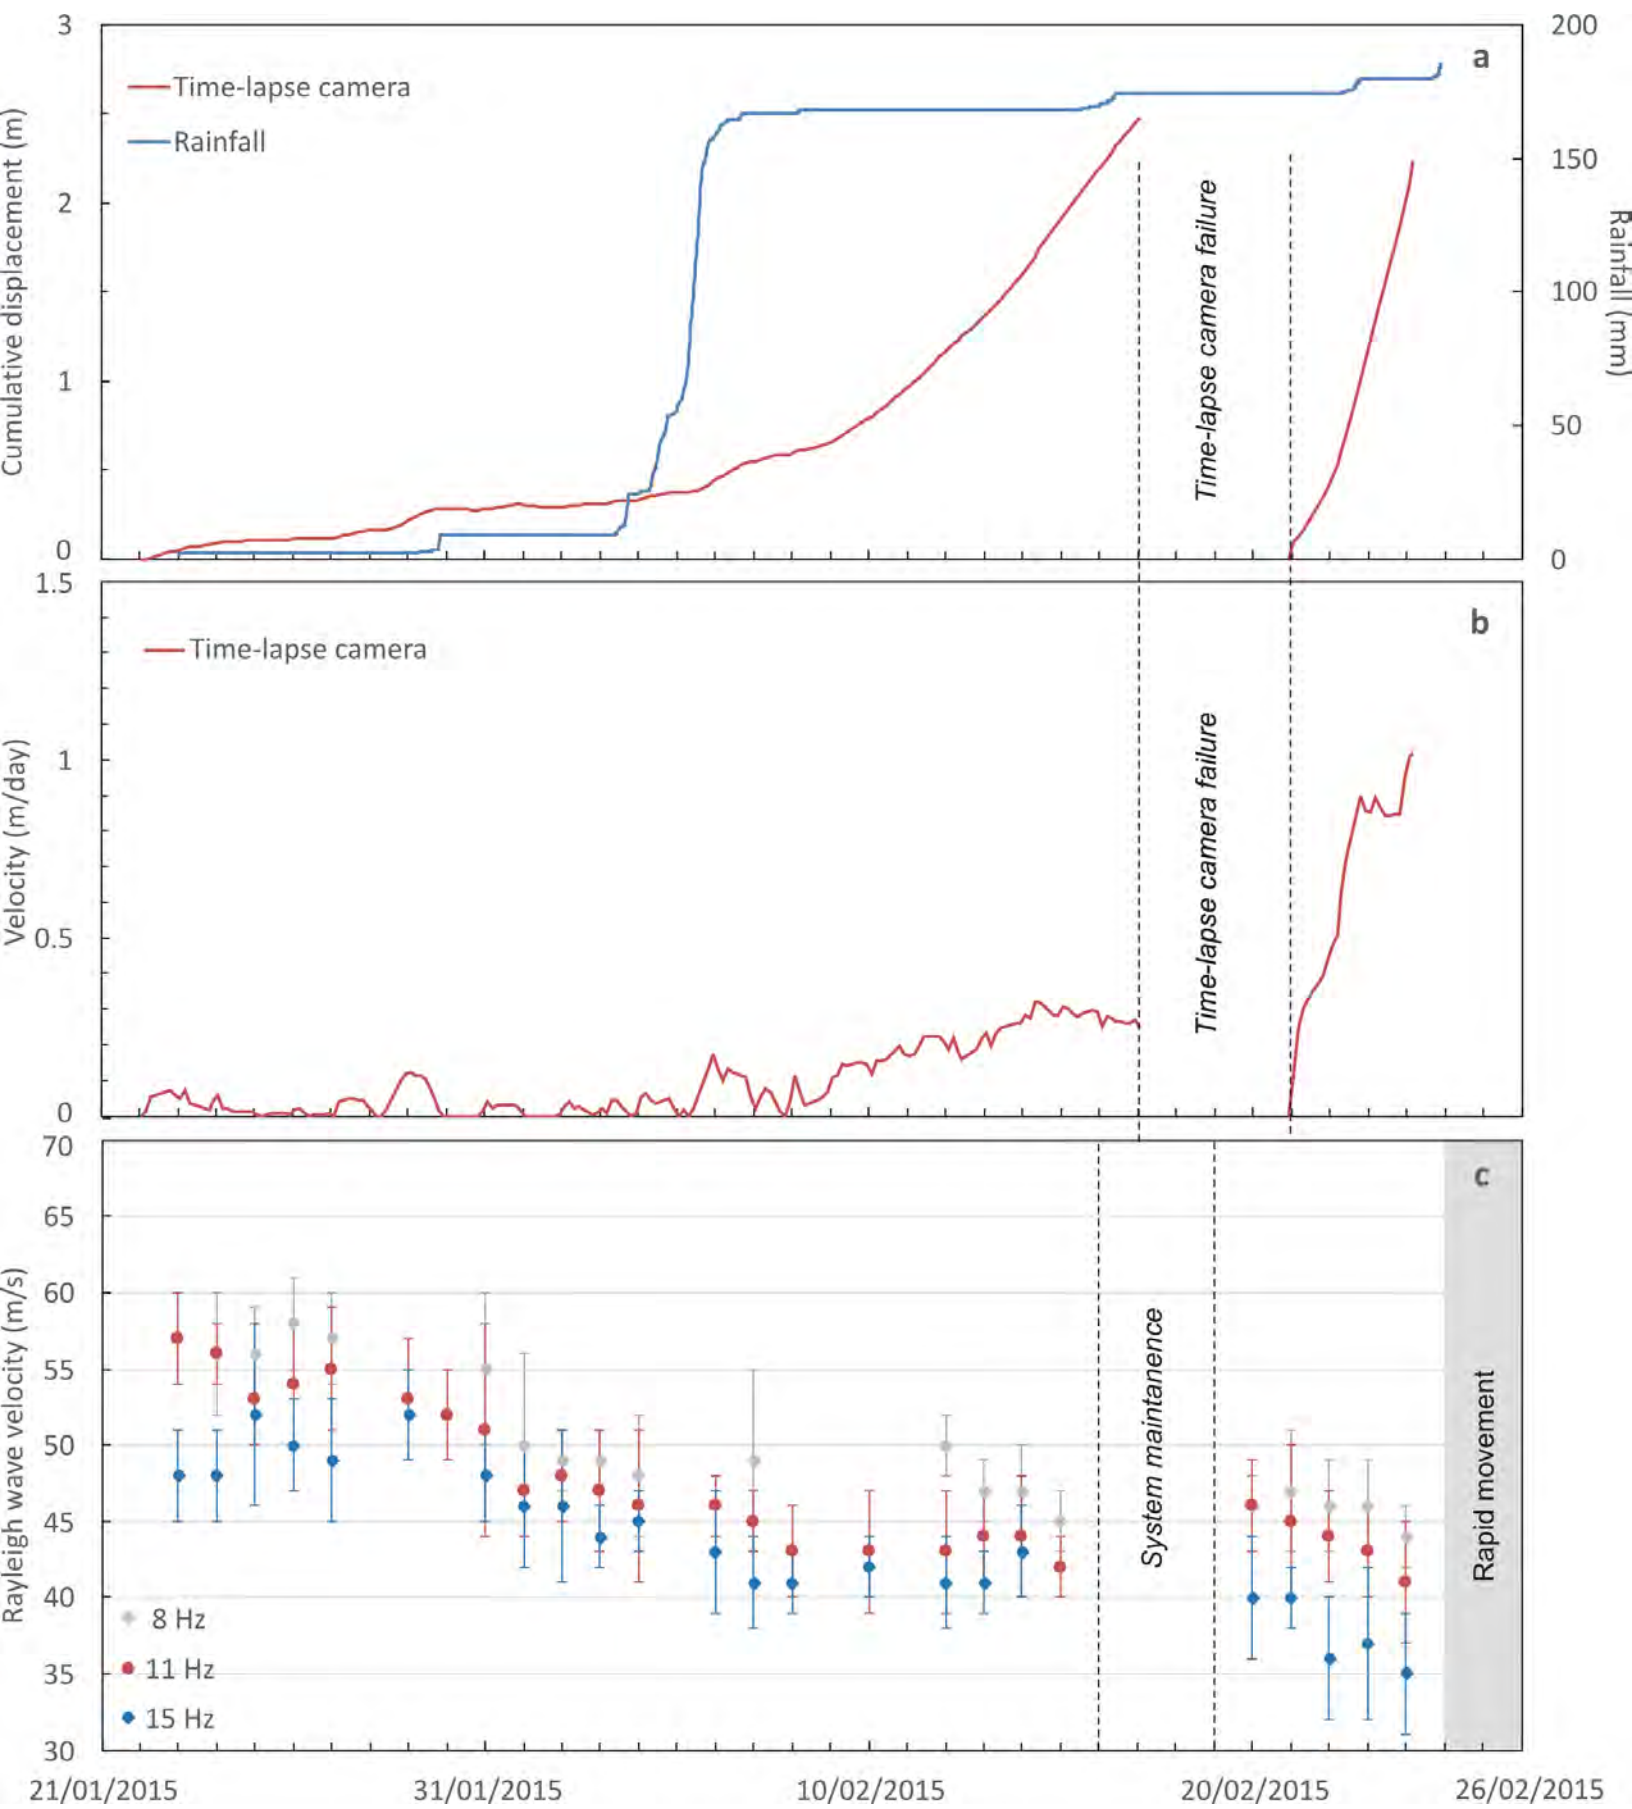 3
200
a
Time-lapse camera
Rainfall
150
2
100
1
50
0
0
Cumulative displacement (m)
Rainfall (mm)
Time-lapse camera failure
1.5
b
Time-lapse camera
1
0.5
0
Velocity (m/day)
Time-lapse camera failure
70
c
65
60
55
50
45
40
35
30
Rayleigh wave velocity (m/s)
8 Hz
11 Hz
15 Hz
System maintanence
Rapid movement
21/01/2015
31/01/2015
10/02/2015
20/02/2015
26/02/2015